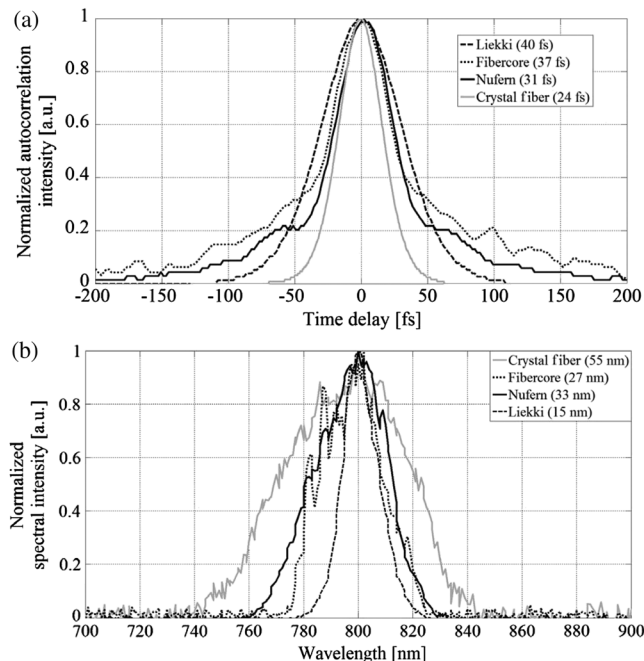 (a)
Normalized autocorrelation
intensity [a.u.]
1
0.8
0.6
0.4
0.2
0
Liekki (40 fs)
Fibercore (37 fs)
Nufern (31 fs)
Crystal fiber (24 fs)
-200 -150 -100 -50 0 50 100 150 200
Time delay [fs]
(b)
Normalized
spectral intensity [a.u.]
1
0.8
0.6
0.4
0.2
0
Crystal fiber (55 nm)
Fibercore (27 nm)
Nufern (33 nm)
Liekki (15 nm)
700 720 740 760 780 800 820 840 860 880 900
Wavelength [nm]